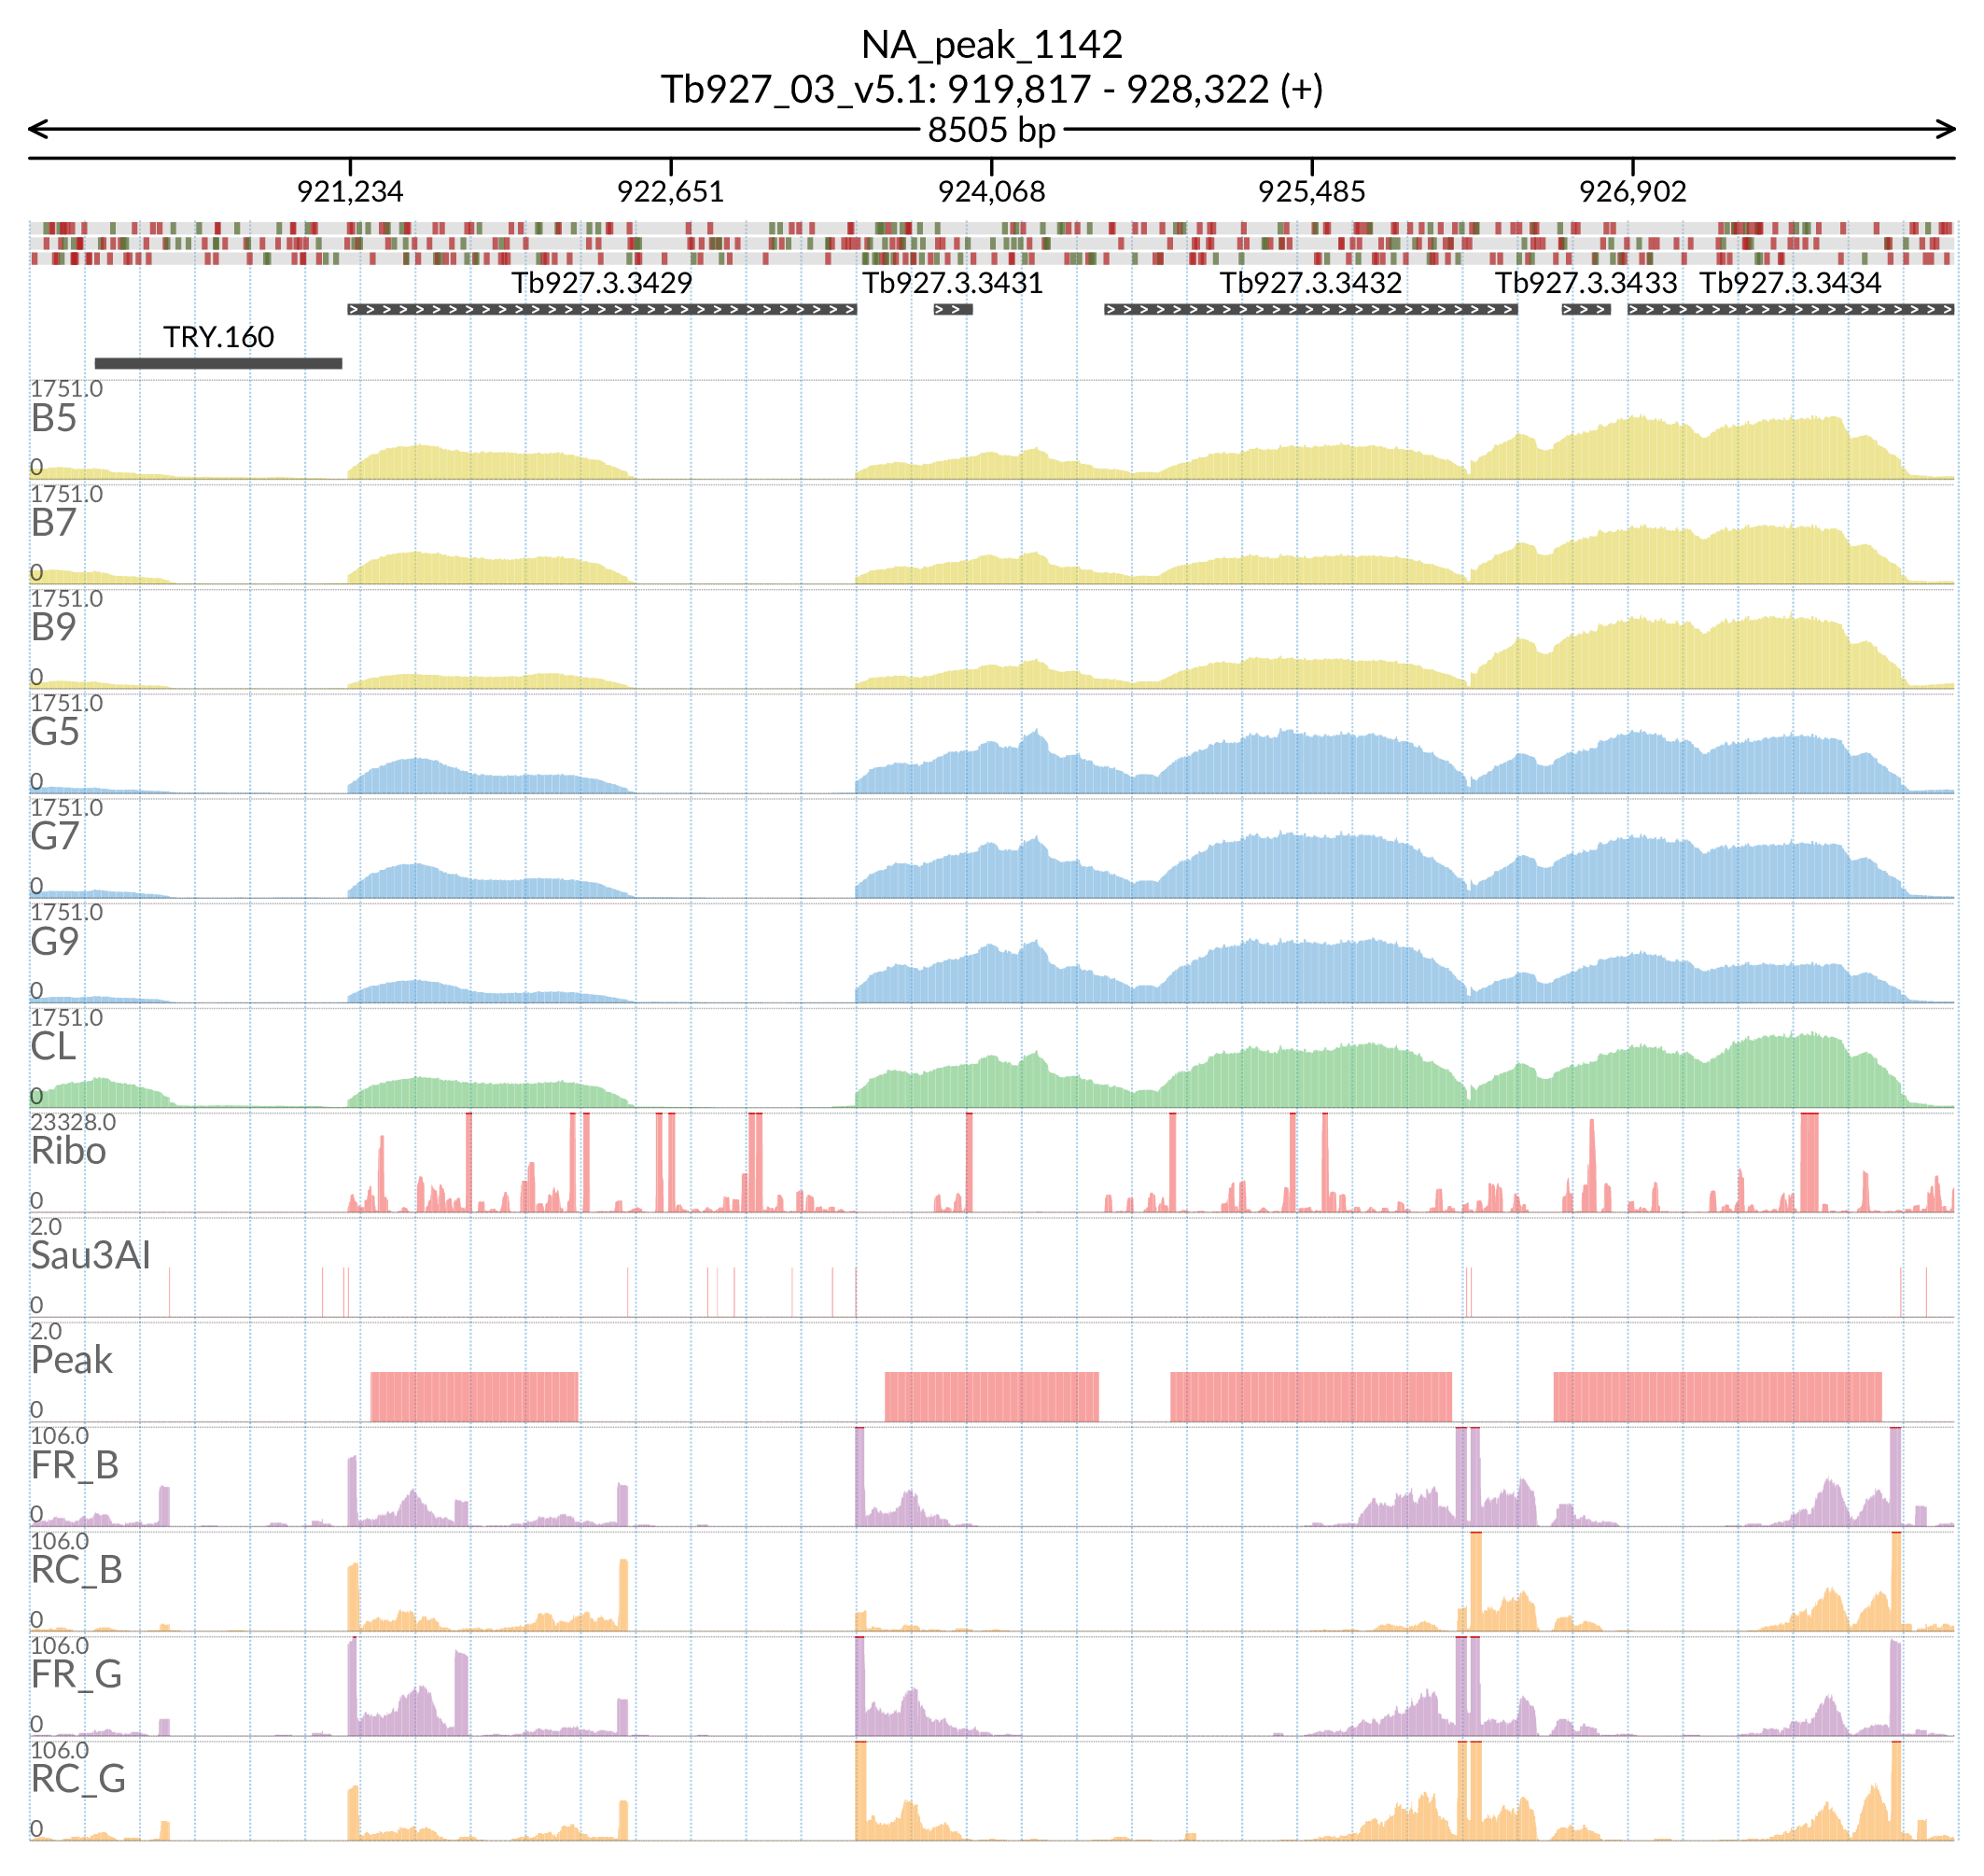 NA_peak_1142
Tb927_03_v5.1: 919,817 - 928,322 (+)
8505 bp
921,234 922,651 924,068 925,485 926,902
Tb927.3.3429 Tb927.3.3431 Tb927.3.3432 Tb927.3.3433 Tb927.3.3434
TRY.160
1751.0
B5
0
1751.0
B7
0
1751.0
B9
0
1751.0
G5
0
1751.0
G7
0
1751.0
G9
0
1751.0
CL
0
23328.0
Ribo
0
2.0
Sau3AI
0
2.0
Peak
0
106.0
FR_B
0
106.0
RC_B
0
106.0
FR_G
0
106.0
RC_G
0